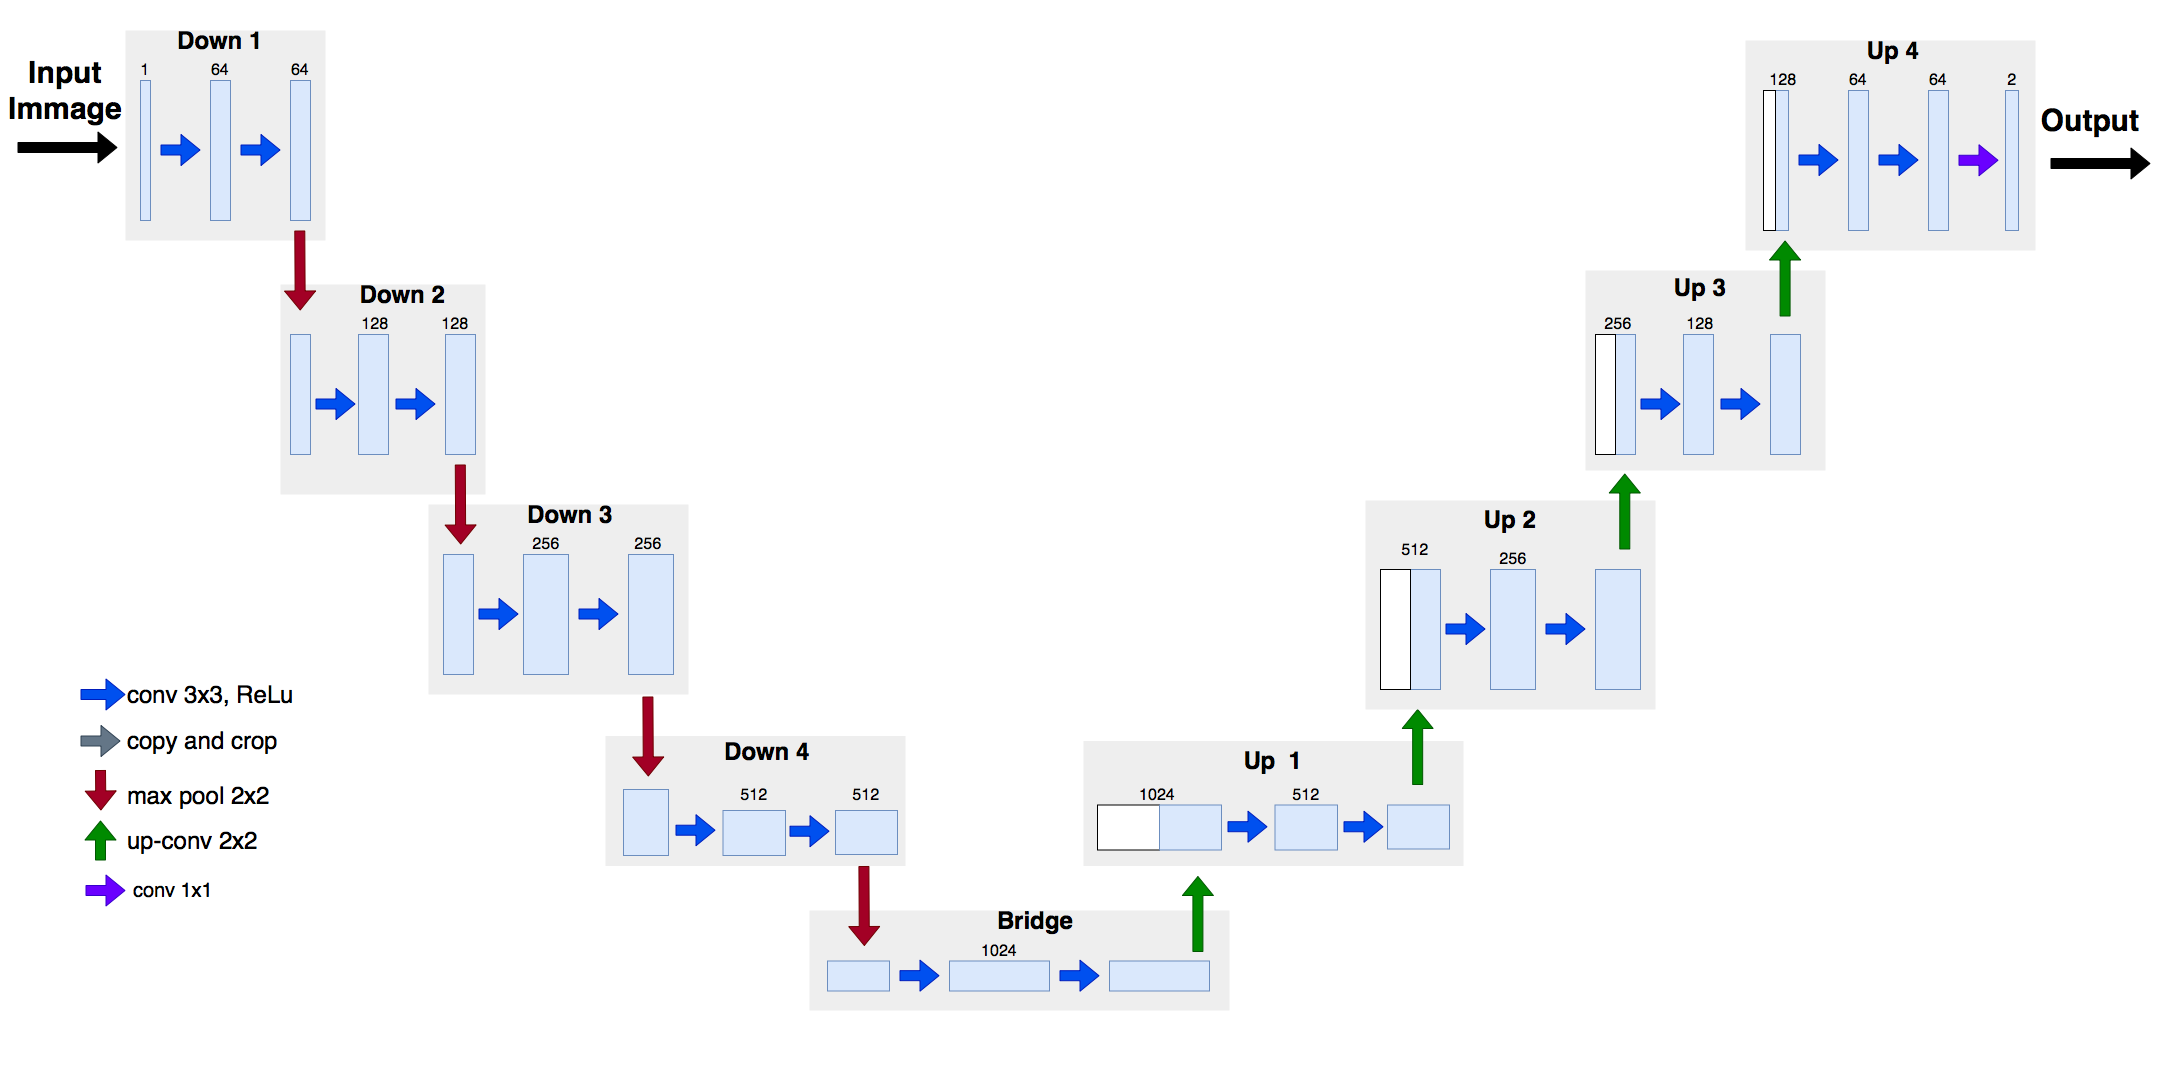 Input
Immage
Down 1
1 64 64
Down 2
128 128
Down 3
256 256
Down 4
512 512
Bridge
1024
Up 1
1024 512
Up 2
512 256
Up 3
256 128
Up 4
128 64 64 2
Output
conv 3x3, ReLu
copy and crop
max pool 2x2
up-conv 2x2
conv 1x1